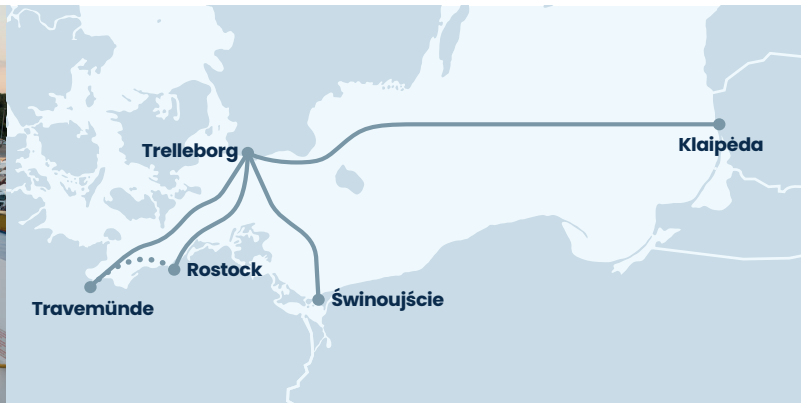 Trelleborg
Klaipėda
Rostock
Świnoujście
Travemünde